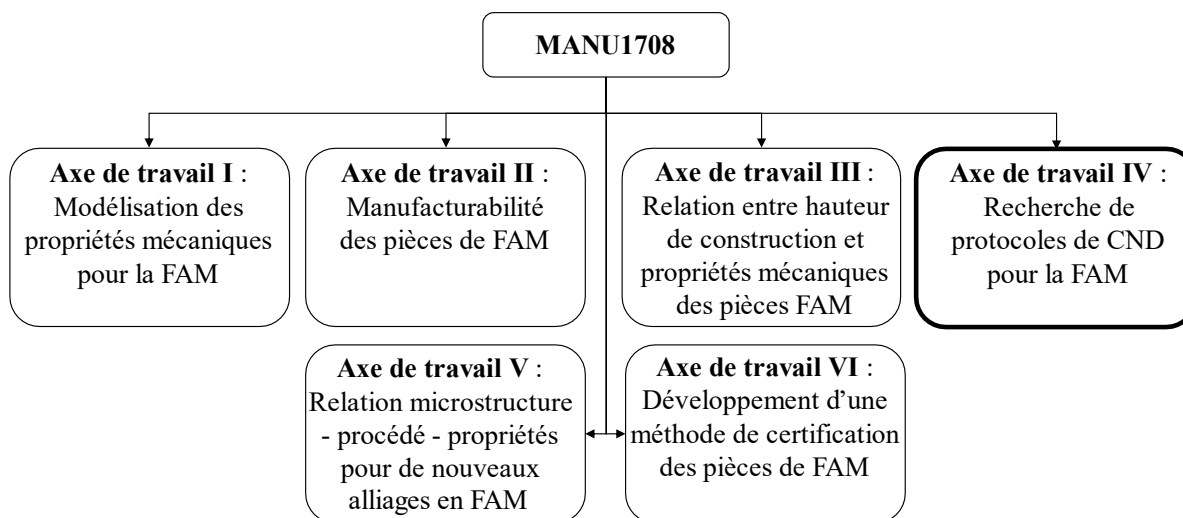 MANU1708
Axe de travail I :
Modélisation des
propriétés mécaniques
pour la FAM
Axe de travail II :
Manufacturabilité
des pièces de FAM
Axe de travail III :
Relation entre hauteur
de construction et
propriétés mécaniques
des pièces FAM
Axe de travail IV :
Recherche de
protocoles de CND
pour la FAM
Axe de travail V :
Relation microstructure
- procédé - propriétés
pour de nouveaux
alliages en FAM
Axe de travail VI :
Développement d’une
méthode de certification
des pièces de FAM